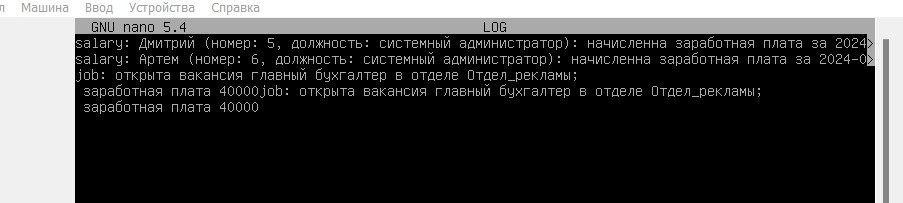 л Машина Ввод Устройства Справка
GNU nano 5.4 LOG
salary: Дмитрий (номер: 5, должность: системный администратор): начисленна заработная плата за 2024>
salary: Артем (номер: 6, должность: системный администратор): начисленна заработная плата за 2024-0>
job: открыта вакансия главный бухгалтер в отделе Отдел_рекламы;
заработная плата 40000job: открыта вакансия главный бухгалтер в отделе Отдел_рекламы;
заработная плата 40000